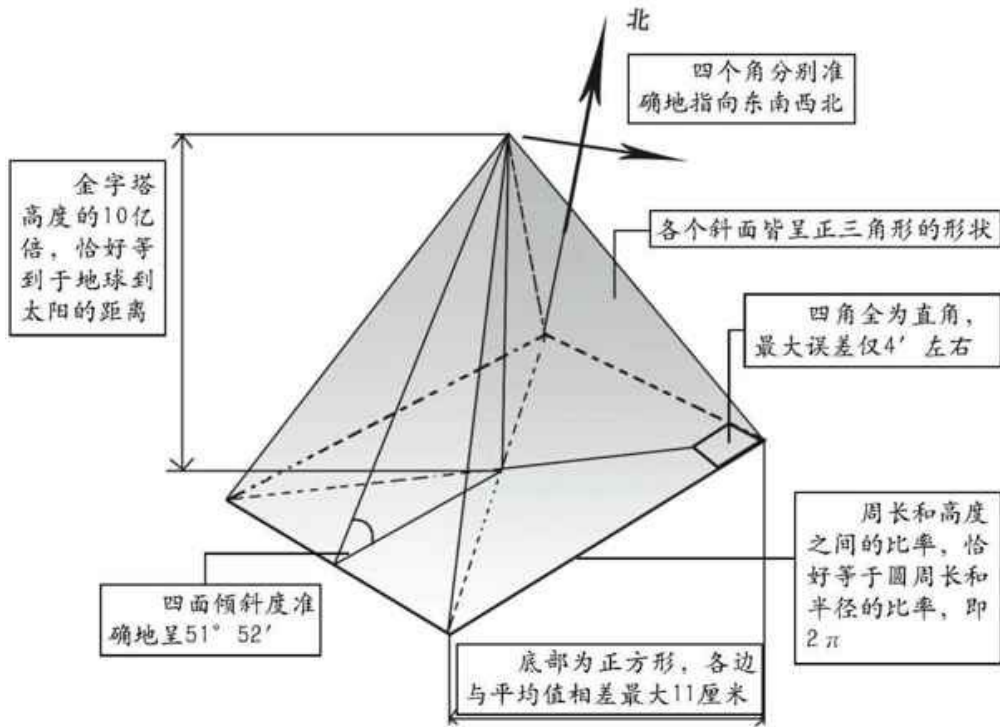 北
四个角分别准
确地指向东南西北
金字塔
高度的10亿
倍，恰好等
到于地球到
太阳的距离
各个斜面皆呈正三角形的形状
四角全为直角，
最大误差仅4′左右
周长和高度
之间的比率，恰
好等于圆周长和
半径的比率，即
2π
四面倾斜度准
确地呈51°52′
底部为正方形，各边
与平均值相差最大11厘米